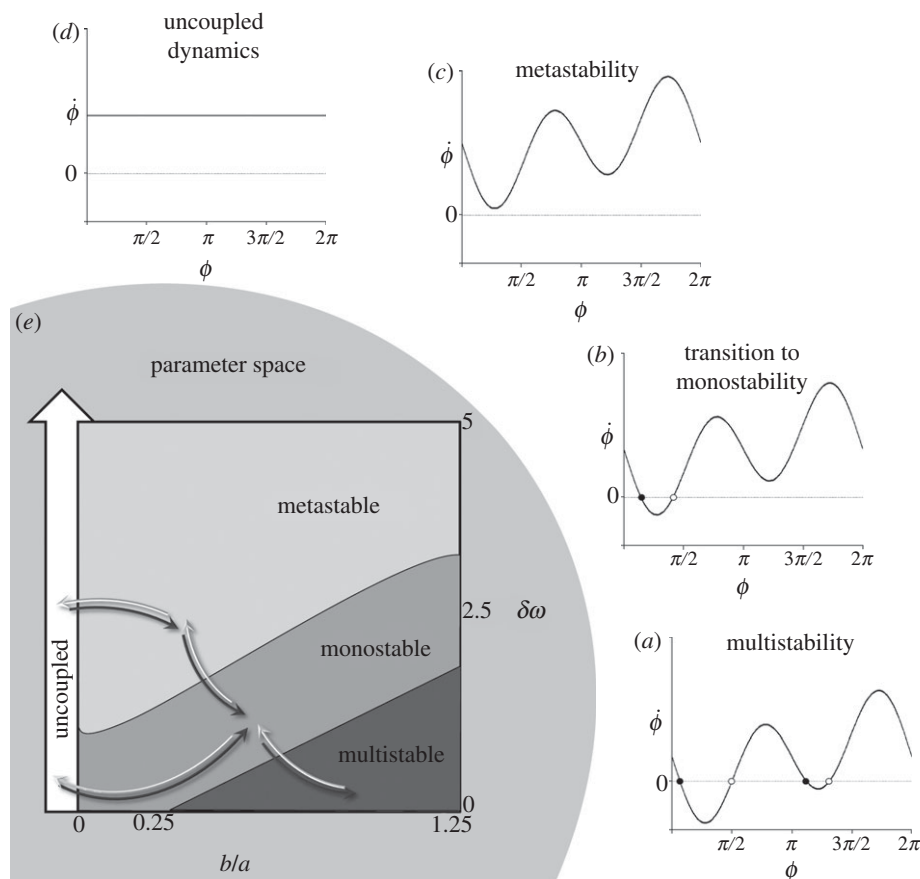 (d)
uncoupled
dynamics
ϕ̇
0
π/2 π 3π/2 2π
ϕ
(c)
metastability
ϕ̇
0
π/2 π 3π/2 2π
ϕ
(b)
transition to
monostability
ϕ̇
0
π/2 π 3π/2 2π
ϕ
(a)
multistability
ϕ̇
0
π/2 π 3π/2 2π
ϕ
(e)
parameter space
5
metastable
2.5 δω
monostable
uncoupled
multistable
0
0 0.25 1.25
b/a